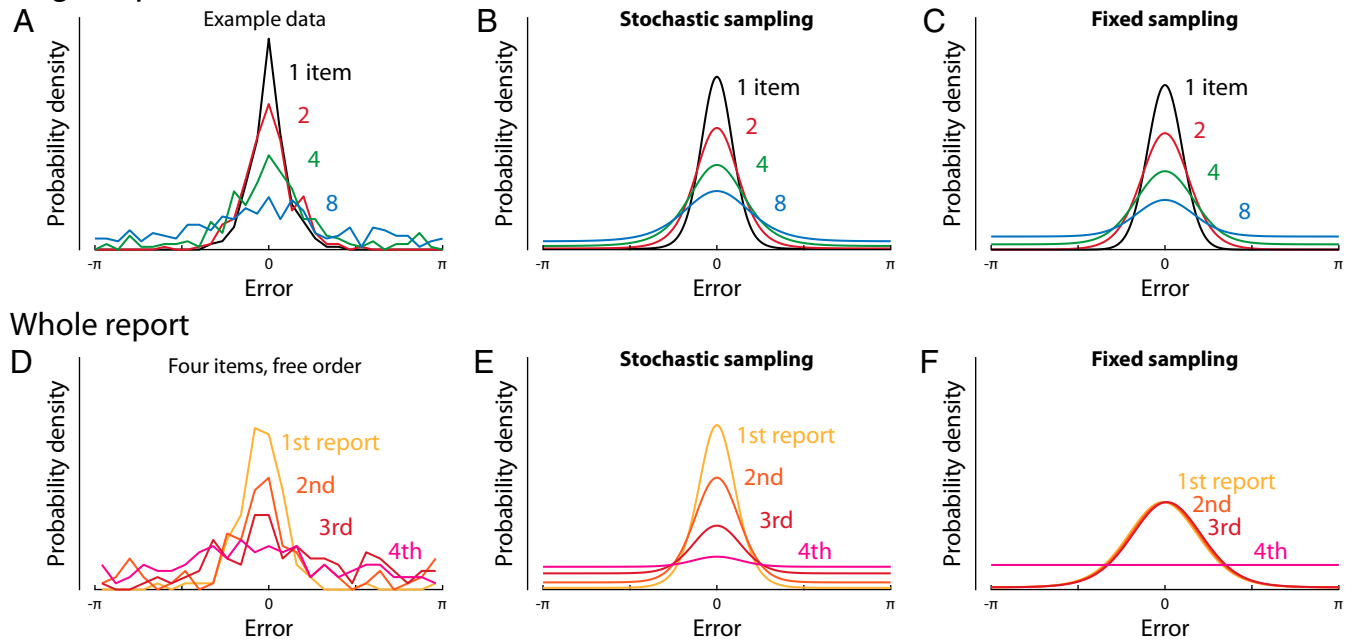 A
Example data
Probability density
1 item
2
4
8
-π
0
π
Error
B
Stochastic sampling
Probability density
1 item
2
4
8
-π
0
π
Error
C
Fixed sampling
Probability density
1 item
2
4
8
-π
0
π
Error
Whole report
D
Four items, free order
Probability density
1st report
2nd
3rd
4th
-π
0
π
Error
E
Stochastic sampling
Probability density
1st report
2nd
3rd
4th
-π
0
π
Error
F
Fixed sampling
Probability density
1st report
2nd
3rd
4th
-π
0
π
Error